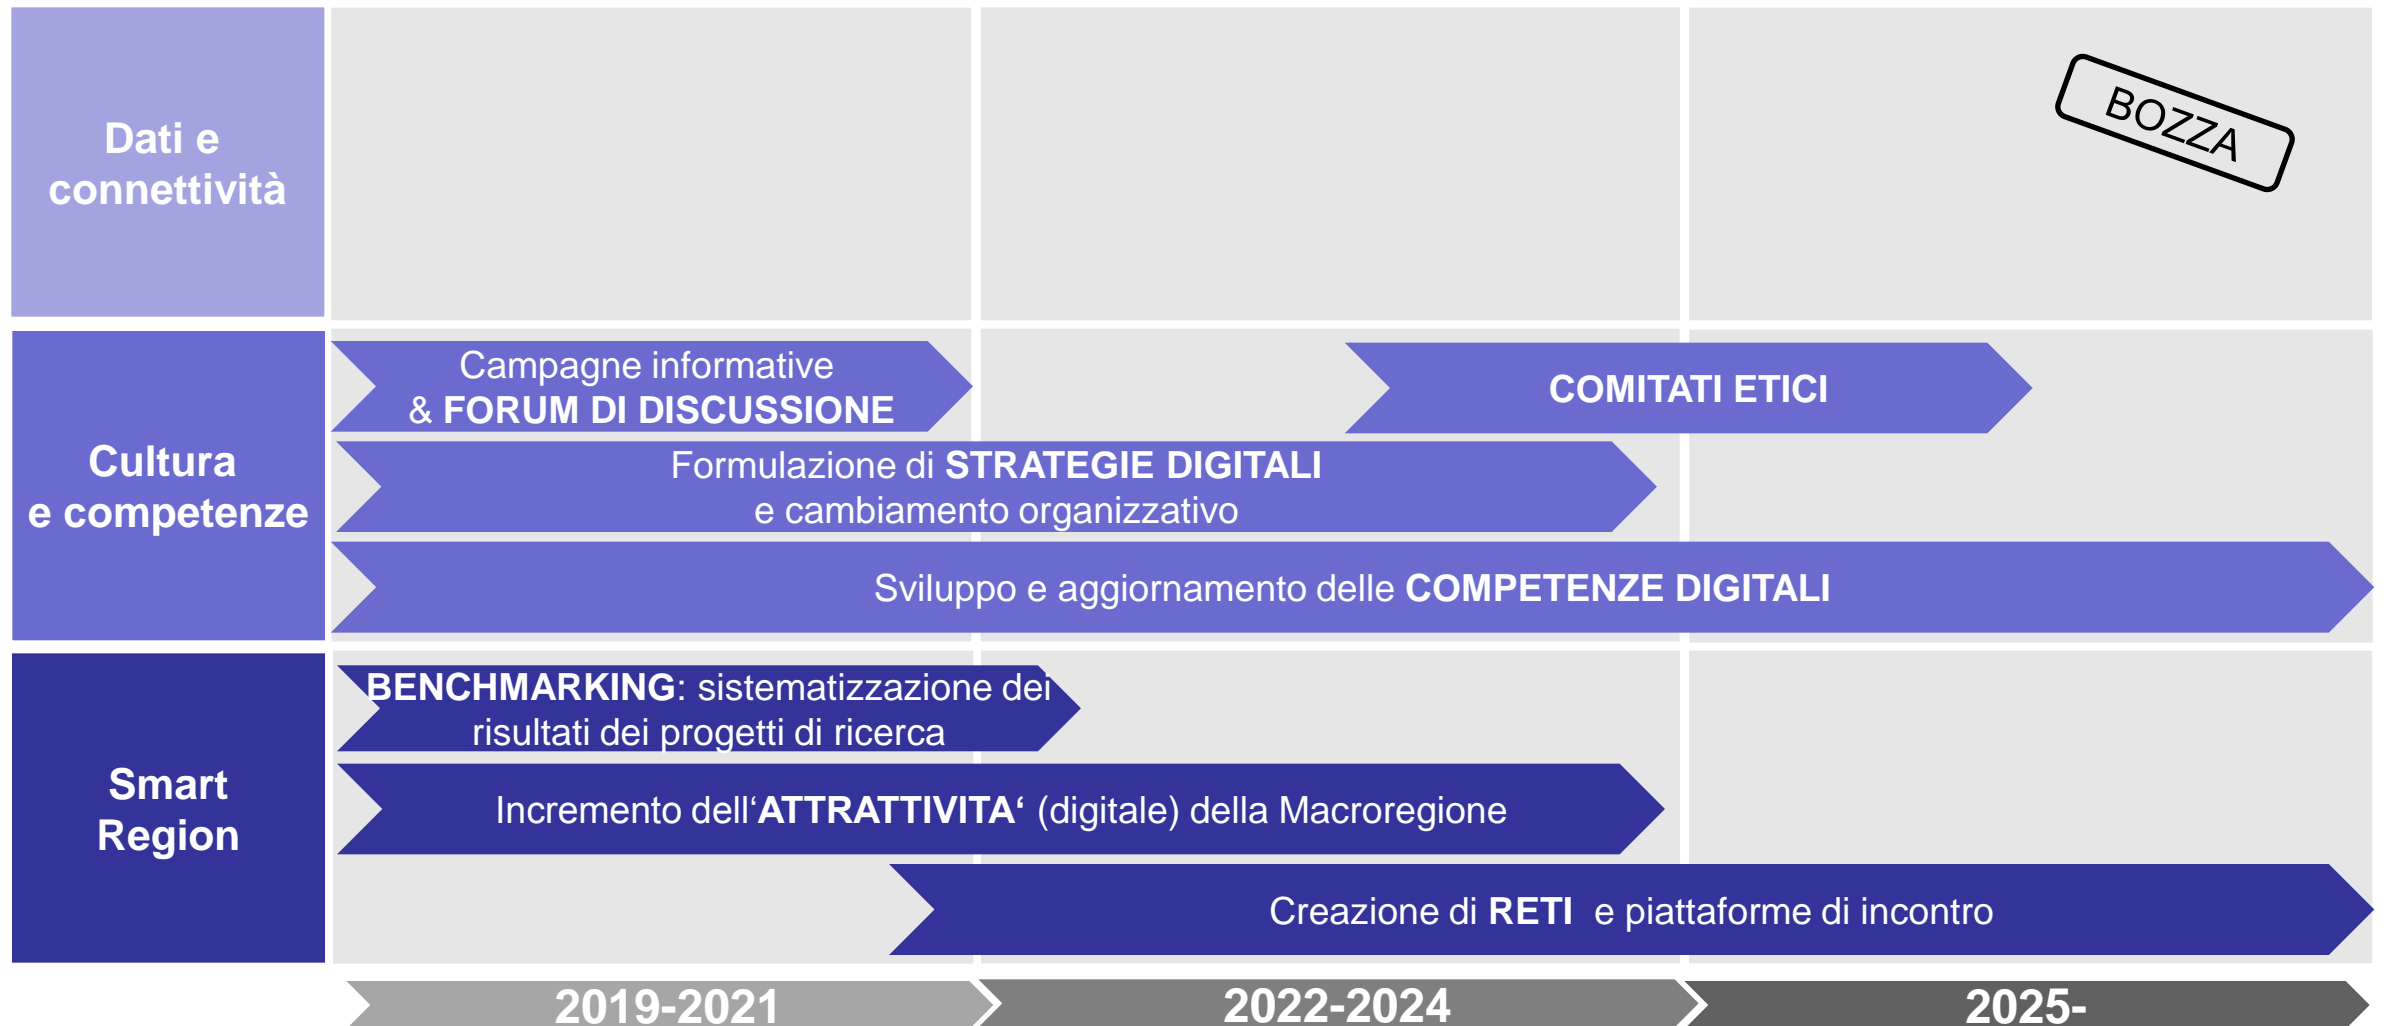 Dati e
connettività
BOZZA
Cultura
e competenze
Campagne informative
& FORUM DI DISCUSSIONE
COMITATI ETICI
Formulazione di STRATEGIE DIGITALI
e cambiamento organizzativo
Sviluppo e aggiornamento delle COMPETENZE DIGITALI
Smart
Region
BENCHMARKING: sistematizzazione dei
risultati dei progetti di ricerca
Incremento dell‘ATTRATTIVITA‘ (digitale) della Macroregione
Creazione di RETI e piattaforme di incontro
2019-2021
2022-2024
2025-